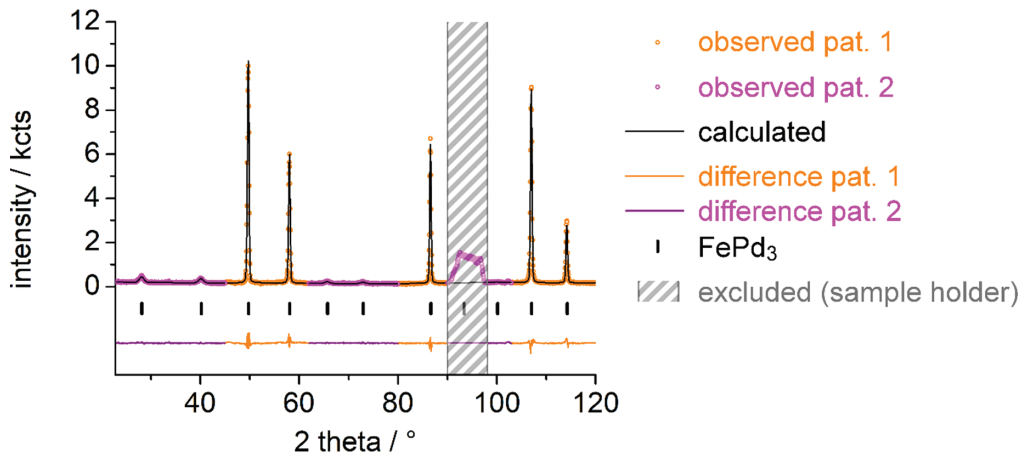 12
10
8
6
4
2
0
intensity / kcts
40
60
80
100
120
2 theta / °
observed pat. 1
observed pat. 2
calculated
difference pat. 1
difference pat. 2
FePd₃
excluded (sample holder)